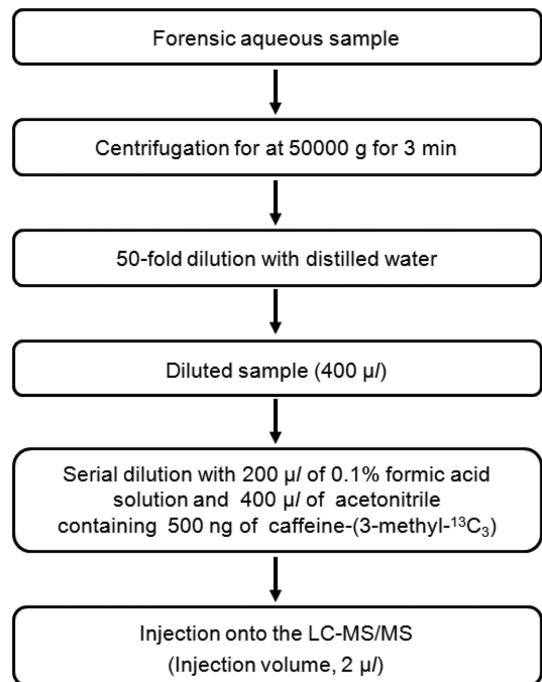 Forensic aqueous sample
Centrifugation for at 50000 g for 3 min
50-fold dilution with distilled water
Diluted sample (400 μl)
Serial dilution with 200 μl of 0.1% formic acid
solution and 400 μl of acetonitrile
containing 500 ng of caffeine-(3-methyl-¹³C₃)
Injection onto the LC-MS/MS
(Injection volume, 2 μl)